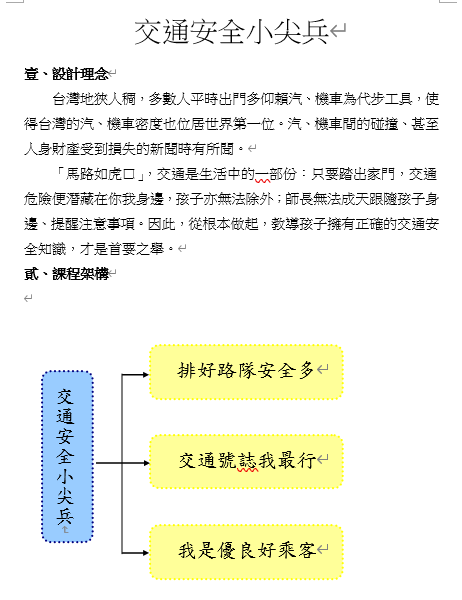 交通安全小尖兵
壹、設計理念
台灣地狹人稠，多數人平時出門多仰賴汽、機車為代步工具，使
得台灣的汽、機車密度也位居世界第一位。汽、機車間的碰撞、甚至
人身財產受到損失的新聞時有所聞。
「馬路如虎口」，交通是生活中的一部份：只要踏出家門，交通
危險便潛藏在你我身邊，孩子亦無法除外；師長無法成天跟隨孩子身
邊、提醒注意事項。因此，從根本做起，教導孩子擁有正確的交通安
全知識，才是首要之舉。
貳、課程架構
交通安全小尖兵
排好路隊安全多
交通號誌我最行
我是優良好乘客